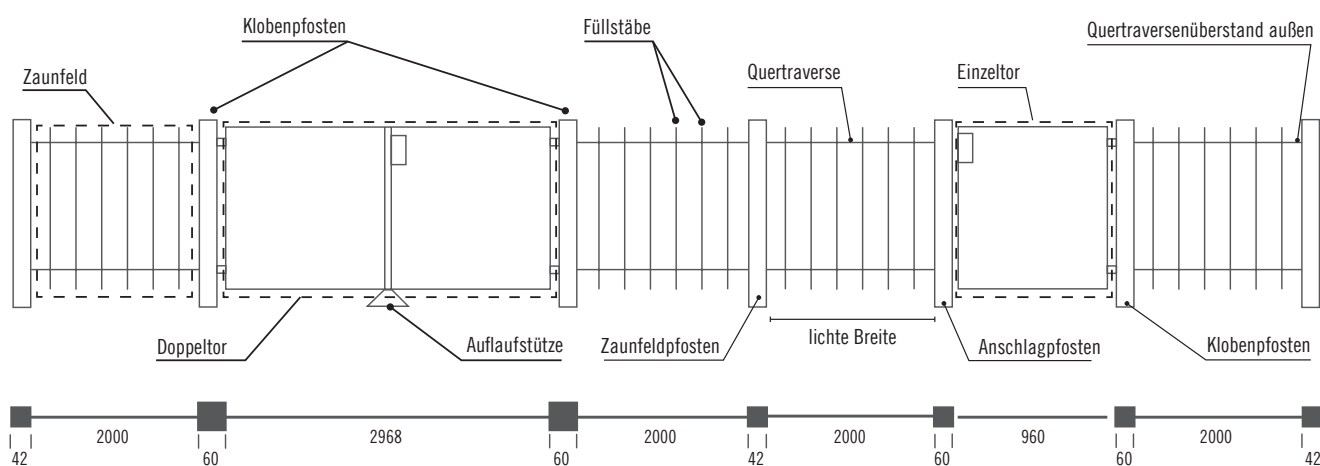 Klobenpfosten
Füllstäbe
Quertraversenüberstand außen
Zaunfeld
Quertraverse
Einzeltor
Doppeltor
Auflaufstütze
Zaunfeldpfosten
lichte Breite
Anschlagpfosten
Klobenpfosten
2000 2968 2000 2000 960 2000
42 60 60 42 60 60 42